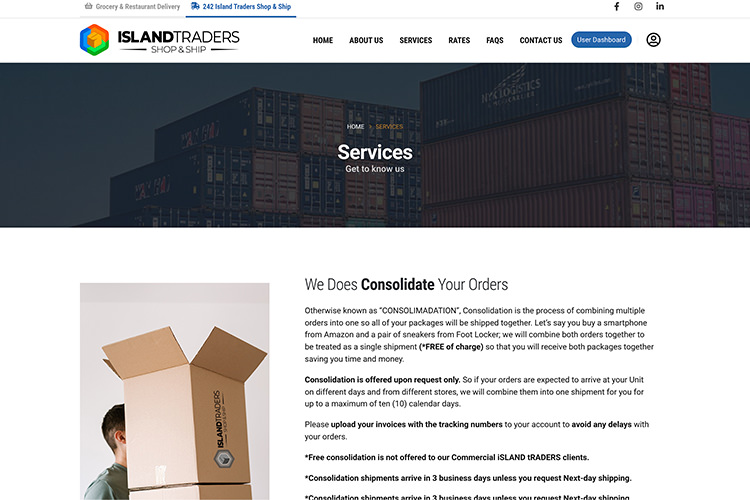 Grocery & Restaurant Delivery 242 Island Traders Shop & Ship
ISLANDTRADERS
SHOP & SHIP
HOME ABOUT US SERVICES RATES FAQS CONTACT US User Dashboard
HOME > SERVICES
Services
Get to know us
We Does Consolidate Your Orders
Otherwise known as “CONSOLIMADATION”, Consolidation is the process of combining multiple
orders into one so all of your packages will be shipped together. Let’s say you buy a smartphone
from Amazon and a pair of sneakers from Foot Locker; we will combine both orders together to
be treated as a single shipment (*FREE of charge) so that you will receive both packages together
saving you time and money.
Consolidation is offered upon request only. So if your orders are expected to arrive at your Unit
on different days and from different stores, we will combine them into one shipment for you for
up to a maximum of ten (10) calendar days.
Please upload your invoices with the tracking numbers to your account to avoid any delays with
your orders.
*Free consolidation is not offered to our Commercial iSLAND tRADERS clients.
*Consolidation shipments arrive in 3 business days unless you request Next-day shipping.
*Consolidation shipments arrive in 3 business days unless you request Next-day shipping.
ISLANDTRADERS
SHOP & SHIP